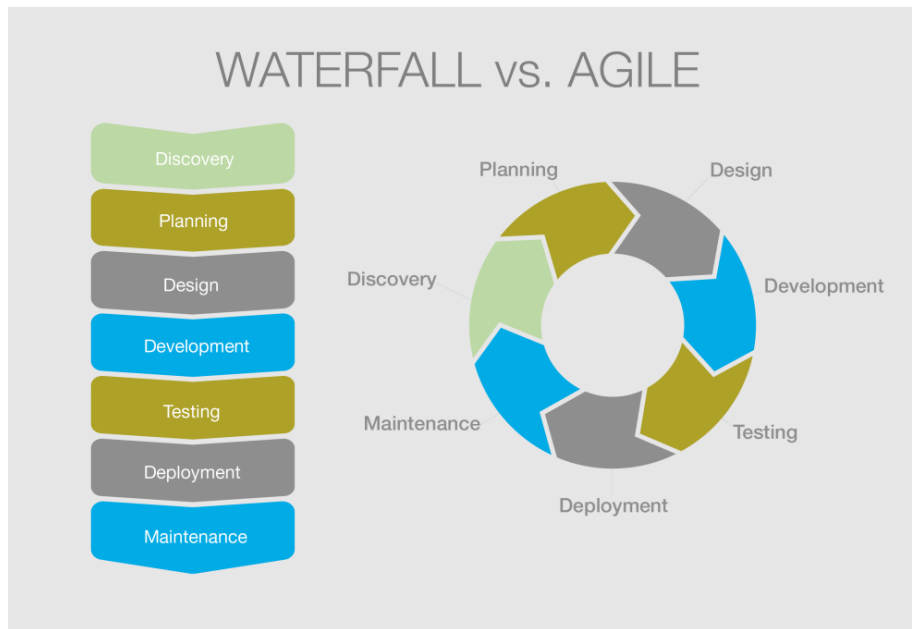 WATERFALL vs. AGILE
Discovery
Planning
Design
Development
Testing
Deployment
Maintenance
Planning
Design
Discovery
Development
Maintenance
Testing
Deployment